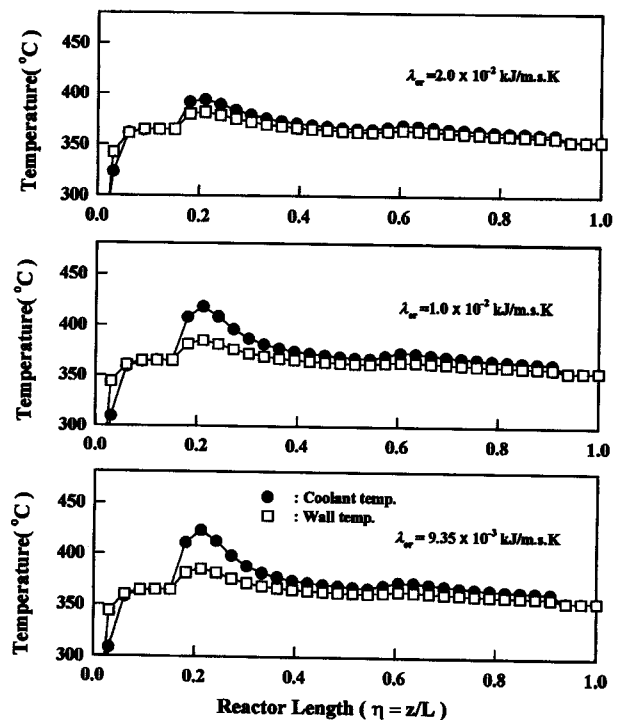 450
400
350
300
Temperature( °C)
λer =2.0 x 10-2 kJ/m.s.K
0.0 0.2 0.4 0.6 0.8 1.0
450
400
350
300
Temperature( °C)
λer =1.0 x 10-2 kJ/m.s.K
0.0 0.2 0.4 0.6 0.8 1.0
450
400
350
300
Temperature( °C)
: Coolant temp.
: Wall temp.
λer = 9.35 x 10-3 kJ/m.s.K
0.0 0.2 0.4 0.6 0.8 1.0
Reactor Length ( η = z/L )